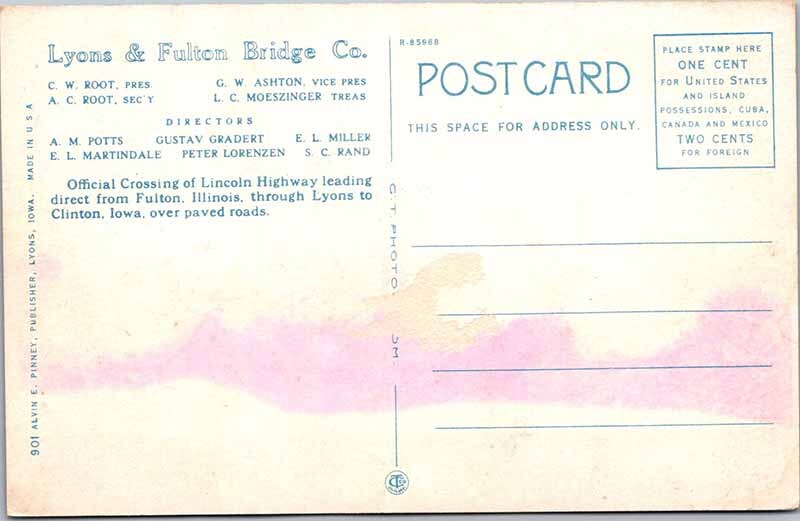 Lyons & Fulton Bridge Co.
C. W. ROOT, PRES. G. W. ASHTON, VICE PRES
A. C. ROOT, SEC'Y L. C. MOESZINGER TREAS
DIRECTORS
A. M. POTTS GUSTAV GRADERT E. L. MILLER
E. L. MARTINDALE PETER LORENZEN S. C. RAND
Official Crossing of Lincoln Highway leading
direct from Fulton, Illinois, through Lyons to
Clinton, Iowa, over paved roads.
901 ALVIN E. PINNEY, PUBLISHER, LYONS, IOWA. MADE IN U S A
C.T. PHOTO
R-85968
POST CARD
THIS SPACE FOR ADDRESS ONLY.
PLACE STAMP HERE
ONE CENT
FOR UNITED STATES
AND ISLAND
POSSESSIONS, CUBA,
CANADA AND MEXICO
TWO CENTS
FOR FOREIGN